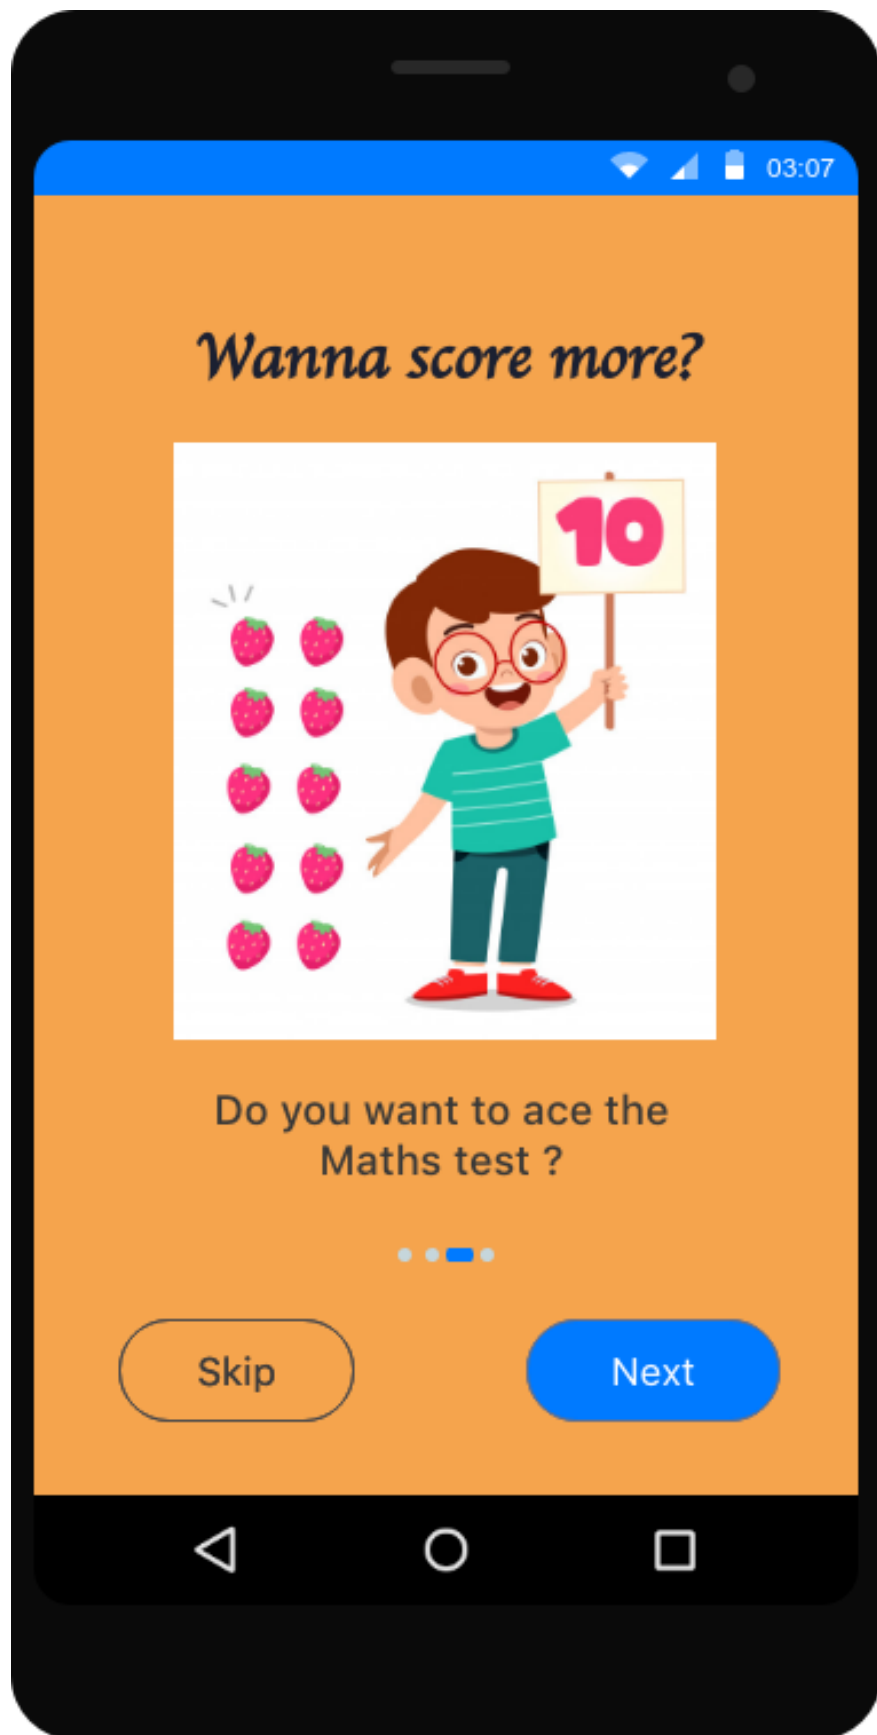 03:07
Wanna score more?
10
Do you want to ace the
Maths test ?
Skip
Next